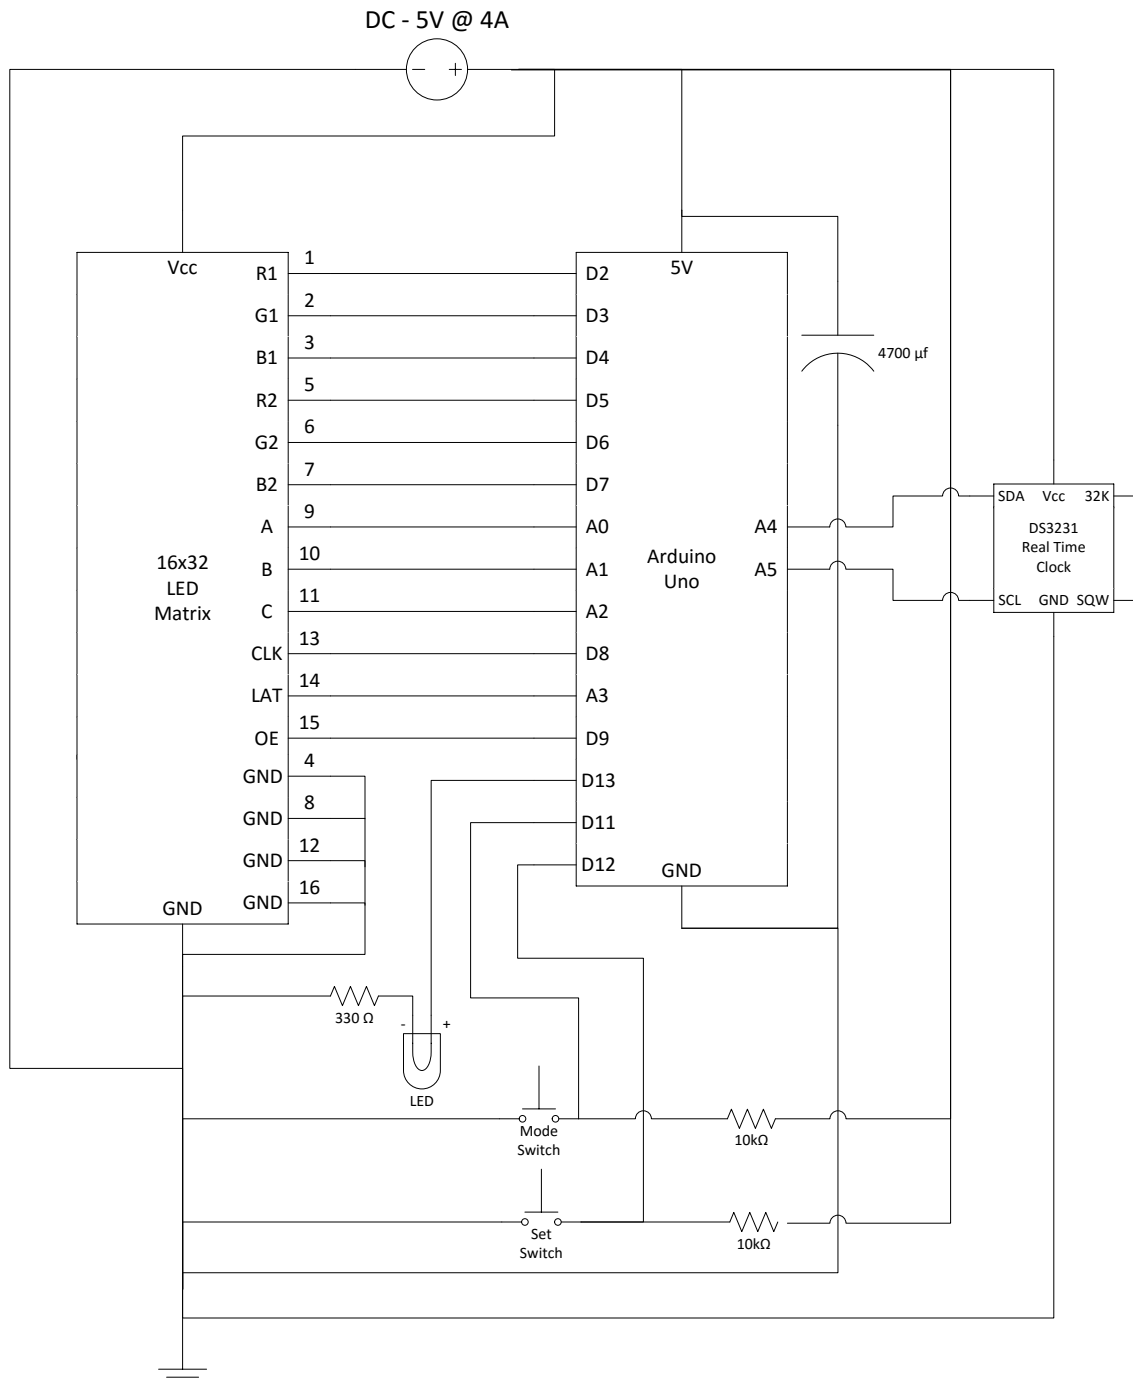 DC - 5V @ 4A
− +
Vcc
R1 1
G1 2
B1 3
R2 5
G2 6
B2 7
A 9
B 10
C 11
CLK 13
LAT 14
OE 15
GND 4
GND 8
GND 12
GND 16
GND
16x32
LED
Matrix
5V
D2
D3
D4
D5
D6
D7
A0
A1
A2
D8
A3
D9
D13
D11
D12
GND
A4
A5
Arduino
Uno
4700 µf
SDA Vcc 32K
DS3231
Real Time
Clock
SCL GND SQW
330 Ω
- +
LED
Mode
Switch
10kΩ
Set
Switch
10kΩ